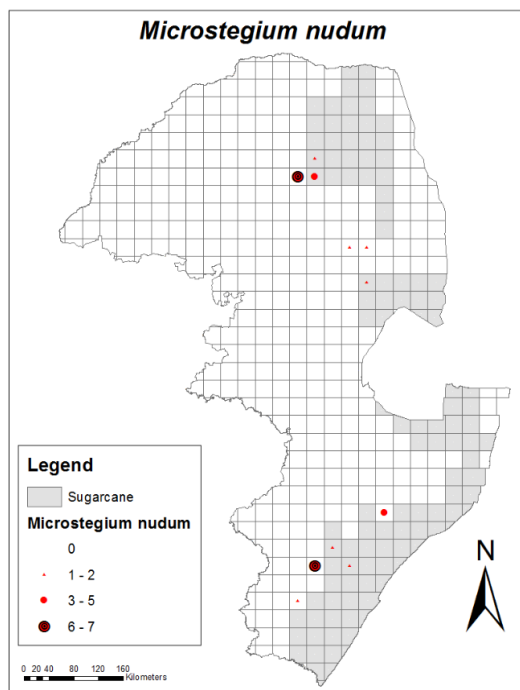 Microstegium nudum
Legend
Sugarcane
Microstegium nudum
0
1 - 2
3 - 5
6 - 7
N
0 20 40 80 120 160
Kilometers